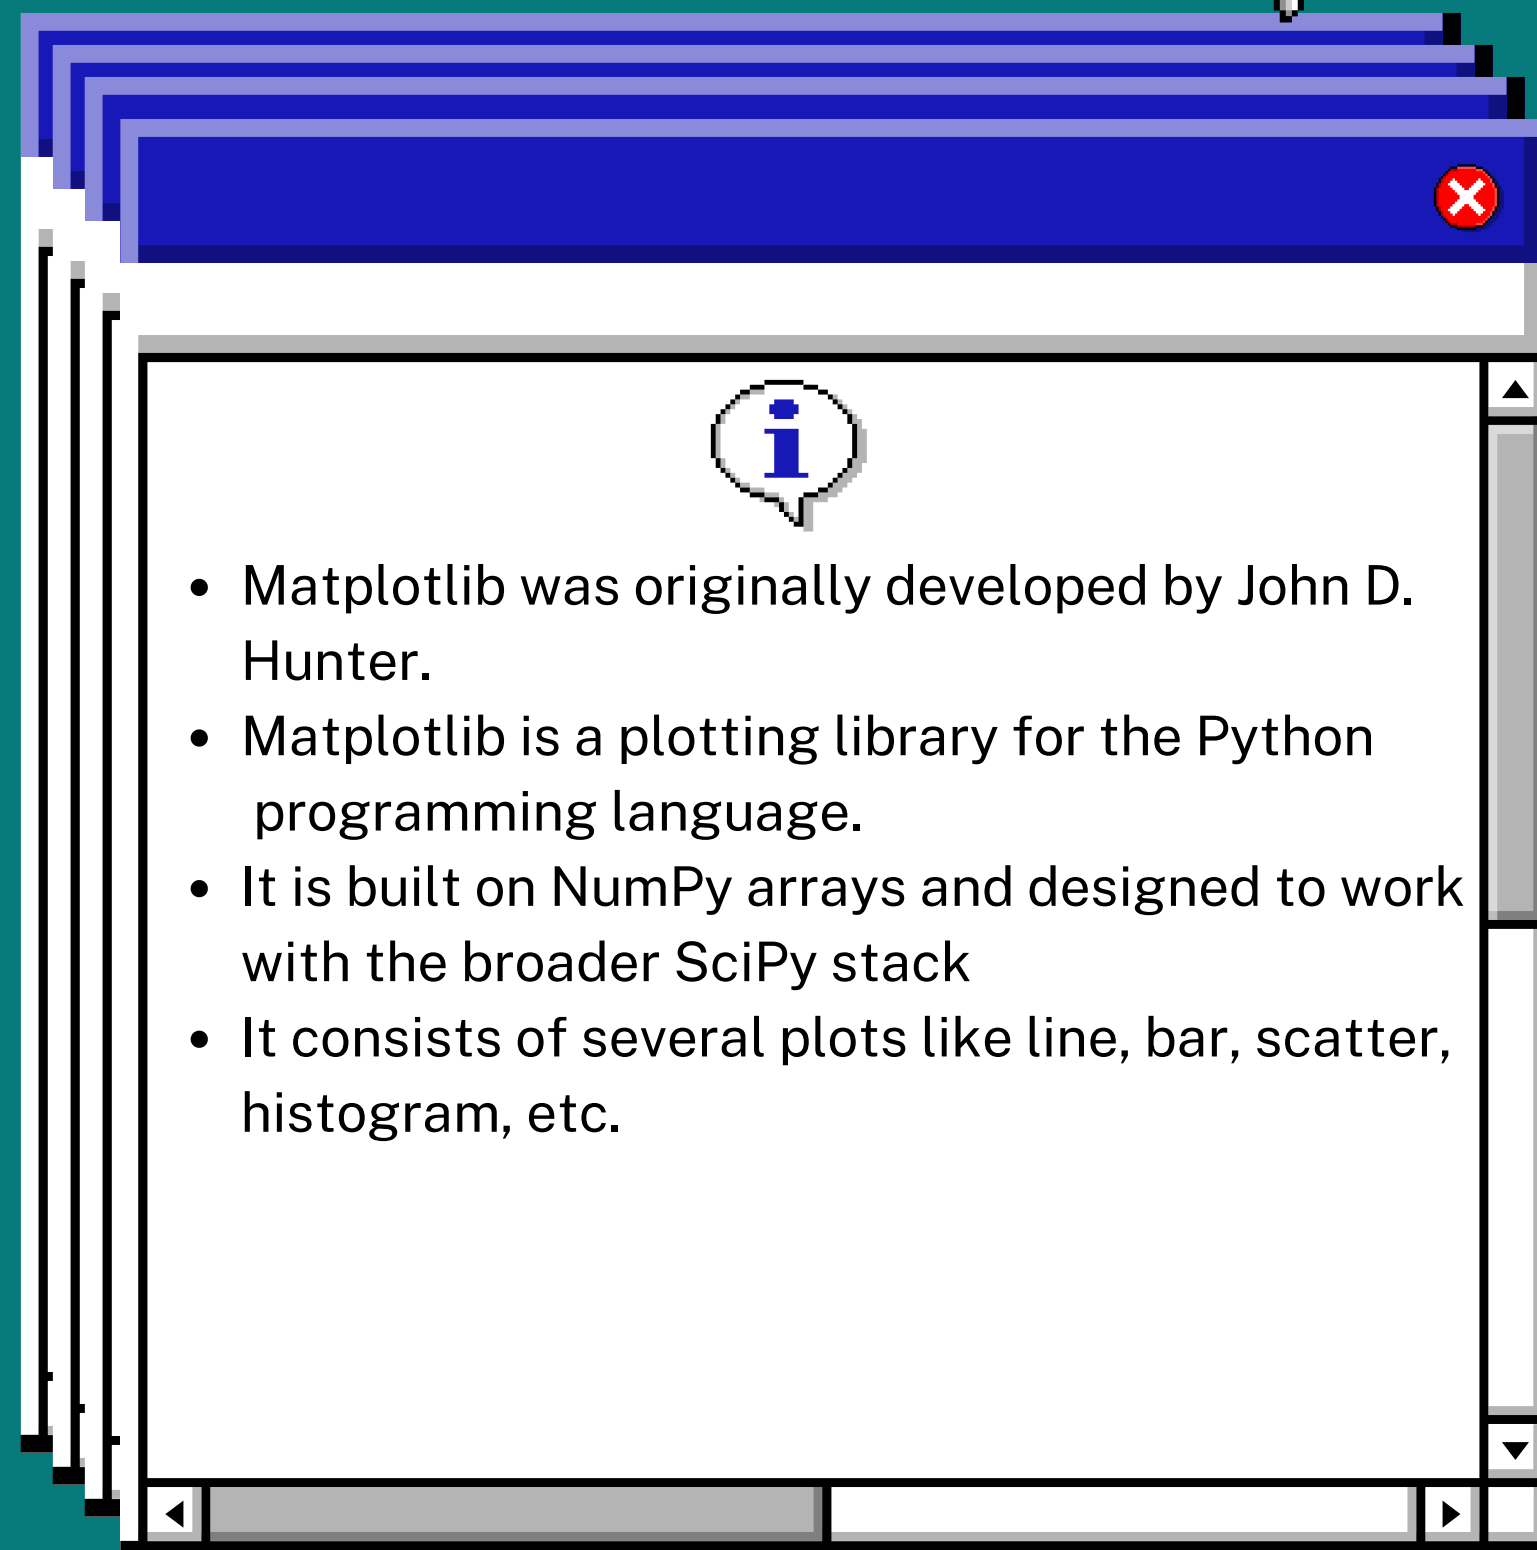 i
• Matplotlib was originally developed by John D.
Hunter.
• Matplotlib is a plotting library for the Python
programming language.
• It is built on NumPy arrays and designed to work
with the broader SciPy stack
• It consists of several plots like line, bar, scatter,
histogram, etc.